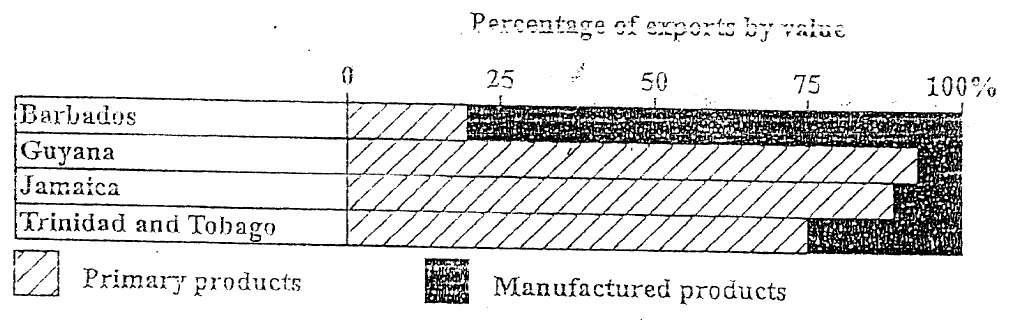 Percentage of exports by value
0 25 50 75 100%
Barbados
Guyana
Jamaica
Trinidad and Tobago
Primary products Manufactured products